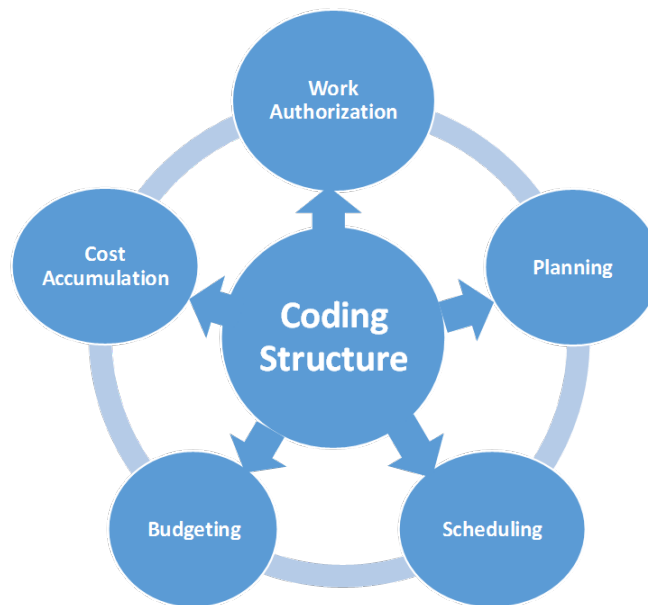 Work
Authorization
Cost
Accumulation
Planning
Coding
Structure
Budgeting
Scheduling